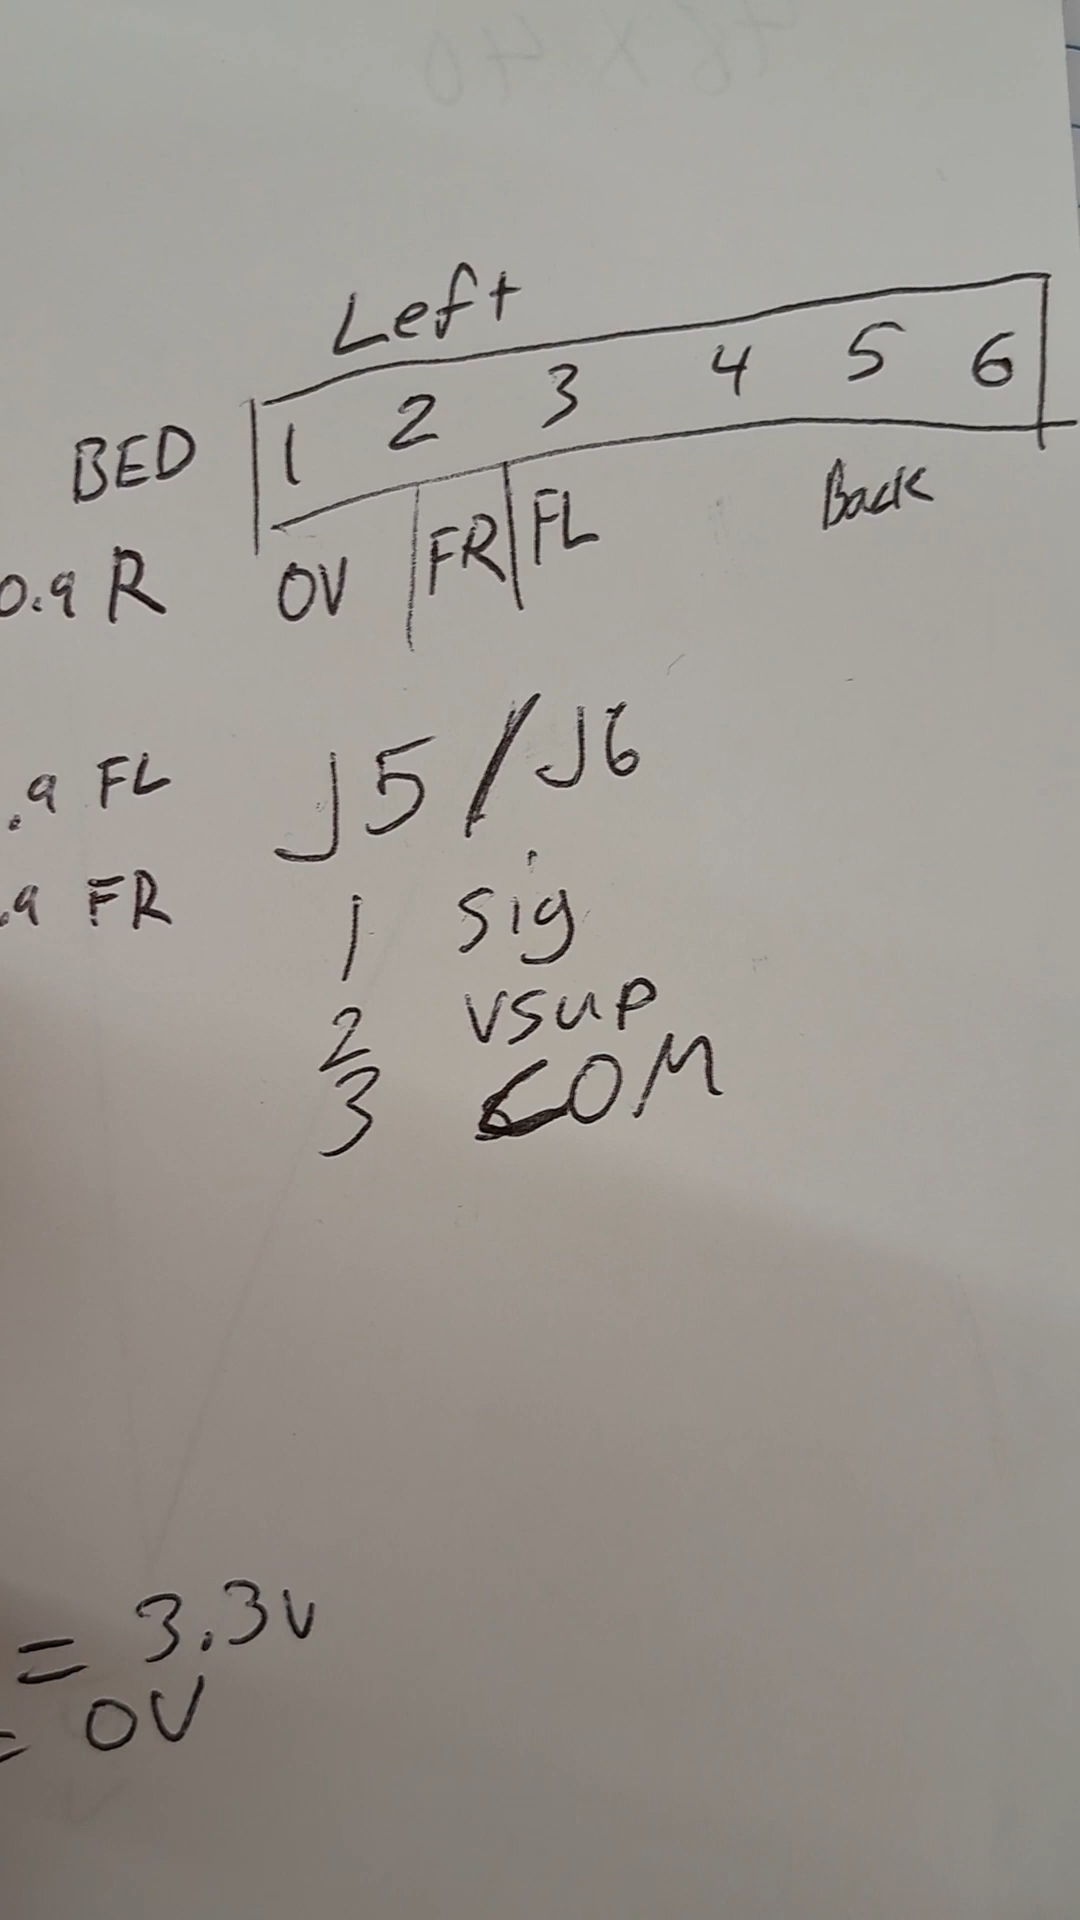 Left
BED 1 2 3 4 5 6
0.9 R OV FR FL Back
J5/J6
.9 FL
.9 FR
1 sig
2 vsup
3 COM
= 3.3v
= OV